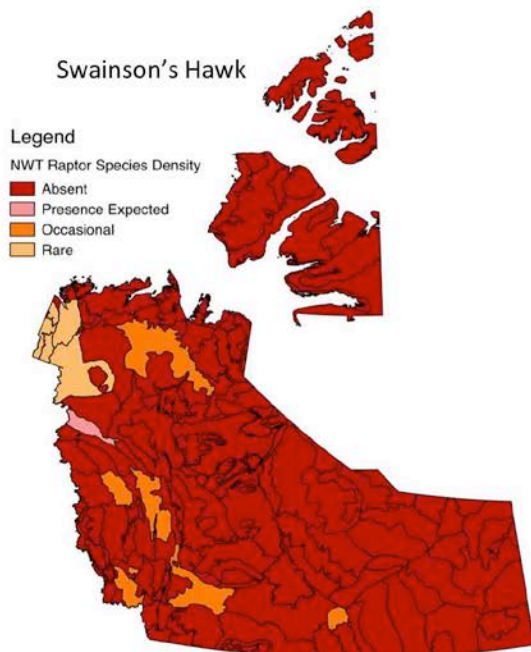 Swainson's Hawk
Legend
NWT Raptor Species Density
Absent
Presence Expected
Occasional
Rare